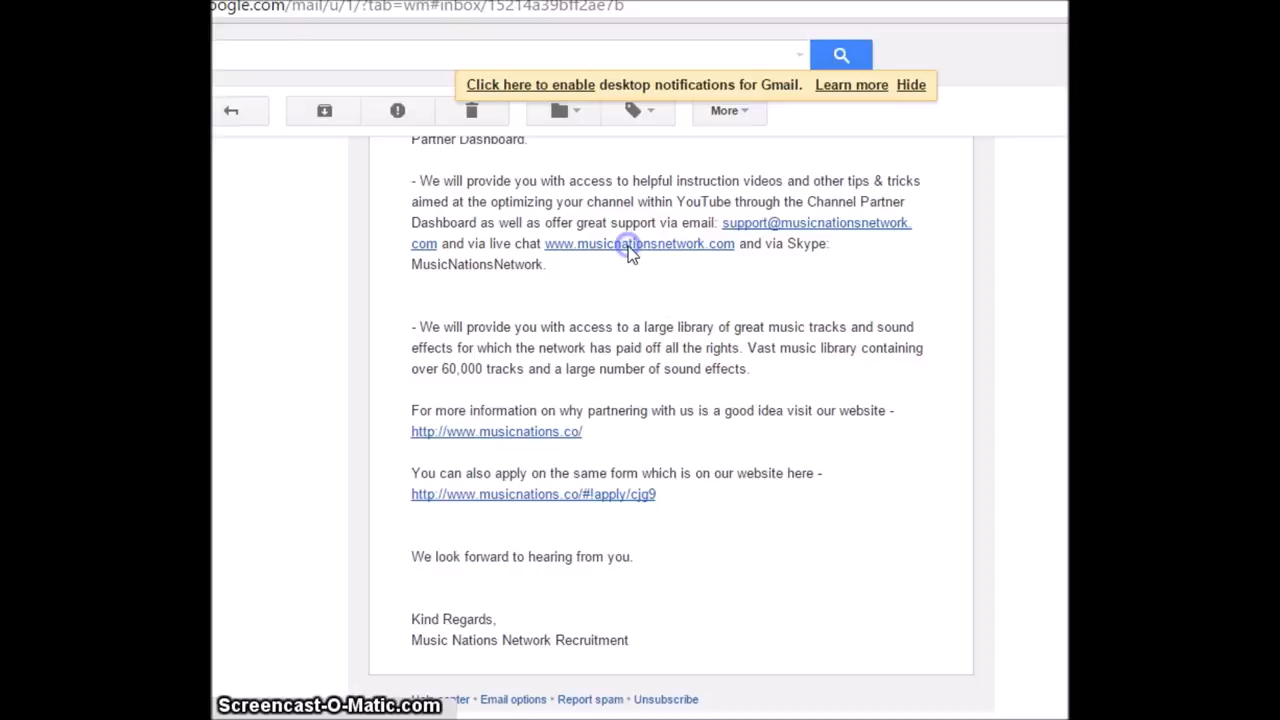 oogle.com/mail/u/1/?tab=wm#inbox/15214a39bff2ae7b
Click here to enable desktop notifications for Gmail. Learn more Hide
More
Partner Dashboard.
- We will provide you with access to helpful instruction videos and other tips & tricks
aimed at the optimizing your channel within YouTube through the Channel Partner
Dashboard as well as offer great support via email: support@musicnationsnetwork.
com and via live chat www.musicnationsnetwork.com and via Skype:
MusicNationsNetwork.
- We will provide you with access to a large library of great music tracks and sound
effects for which the network has paid off all the rights. Vast music library containing
over 60,000 tracks and a large number of sound effects.
For more information on why partnering with us is a good idea visit our website -
http://www.musicnations.co/
You can also apply on the same form which is on our website here -
http://www.musicnations.co/#!apply/cjg9
We look forward to hearing from you.
Kind Regards,
Music Nations Network Recruitment
Help center • Email options • Report spam • Unsubscribe
Screencast-O-Matic.com